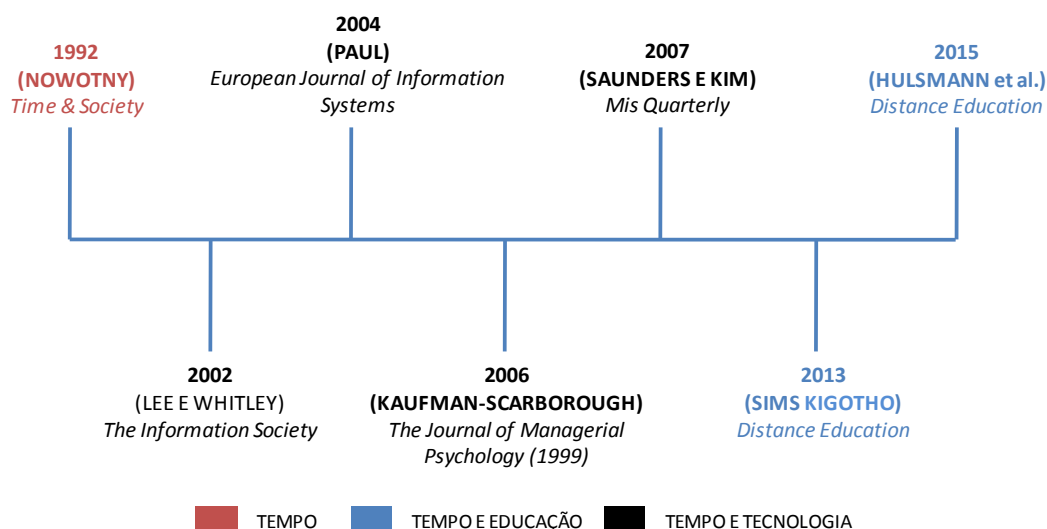 1992
(NOWOTNY)
Time & Society
2004
(PAUL)
European Journal of Information
Systems
2007
(SAUNDERS E KIM)
Mis Quarterly
2015
(HULSMANN et al.)
Distance Education
2002
(LEE E WHITLEY)
The Information Society
2006
(KAUFMAN-SCARBOROUGH)
The Journal of Managerial
Psychology (1999)
2013
(SIMS KIGOTHO)
Distance Education
TEMPO
TEMPO E EDUCAÇÃO
TEMPO E TECNOLOGIA